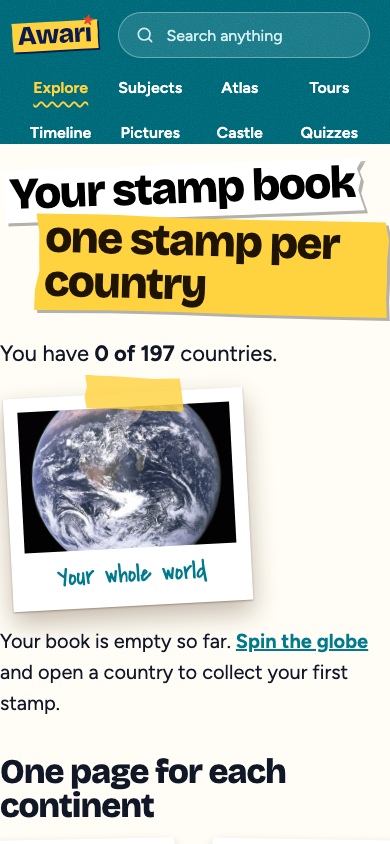 Awari
Search anything
Explore
Subjects
Atlas
Tours
Timeline
Pictures
Castle
Quizzes
Your stamp book
one stamp per
country
You have 0 of 197 countries.
Your whole world
Your book is empty so far. Spin the globe
and open a country to collect your first
stamp.
One page for each
continent